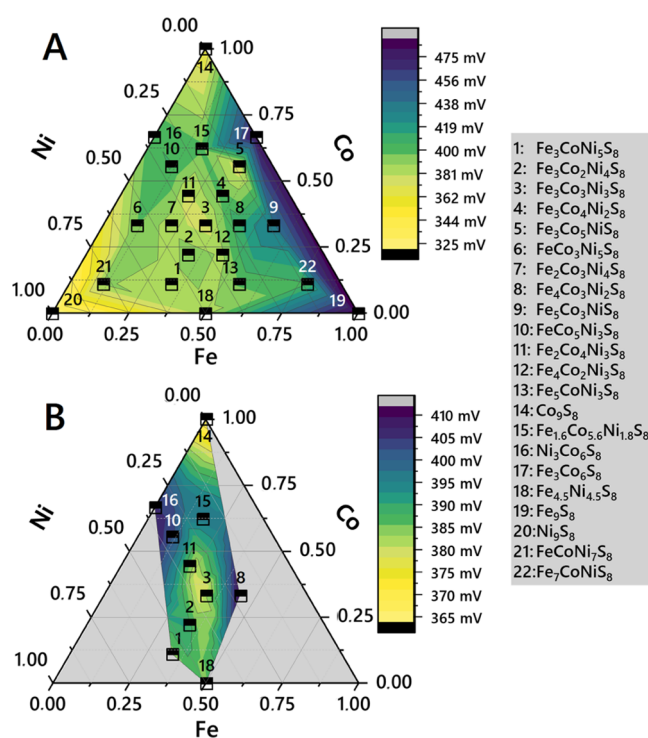 A
0.00
1.00
14
0.25
0.75
Ni
Co
16
15
17
10
5
0.50
0.50
11
4
0.75
6
7
3
8
9
2
12
0.25
21
1
13
22
1.00
20
18
19
0.00
0.00
0.25
0.50
0.75
1.00
Fe
475 mV
456 mV
438 mV
419 mV
400 mV
381 mV
362 mV
344 mV
325 mV
B
0.00
1.00
14
0.25
0.75
Ni
Co
16
15
10
0.50
0.50
11
0.75
3
8
2
0.25
1
1.00
18
0.00
0.00
0.25
0.50
0.75
1.00
Fe
410 mV
405 mV
400 mV
395 mV
390 mV
385 mV
380 mV
375 mV
370 mV
365 mV
1: Fe₃CoNi₅S₈
2: Fe₃Co₂Ni₄S₈
3: Fe₃Co₃Ni₃S₈
4: Fe₃Co₄Ni₂S₈
5: Fe₃Co₅NiS₈
6: FeCo₃Ni₅S₈
7: Fe₂Co₃Ni₄S₈
8: Fe₄Co₃Ni₂S₈
9: Fe₅Co₃NiS₈
10: FeCo₅Ni₃S₈
11: Fe₂Co₄Ni₃S₈
12: Fe₄Co₂Ni₃S₈
13: Fe₅CoNi₃S₈
14: Co₉S₈
15: Fe₁.₆Co₅.₆Ni₁.₈S₈
16: Ni₃Co₆S₈
17: Fe₃Co₆S₈
18: Fe₄.₅Ni₄.₅S₈
19: Fe₉S₈
20: Ni₉S₈
21: FeCoNi₇S₈
22: Fe₇CoNiS₈